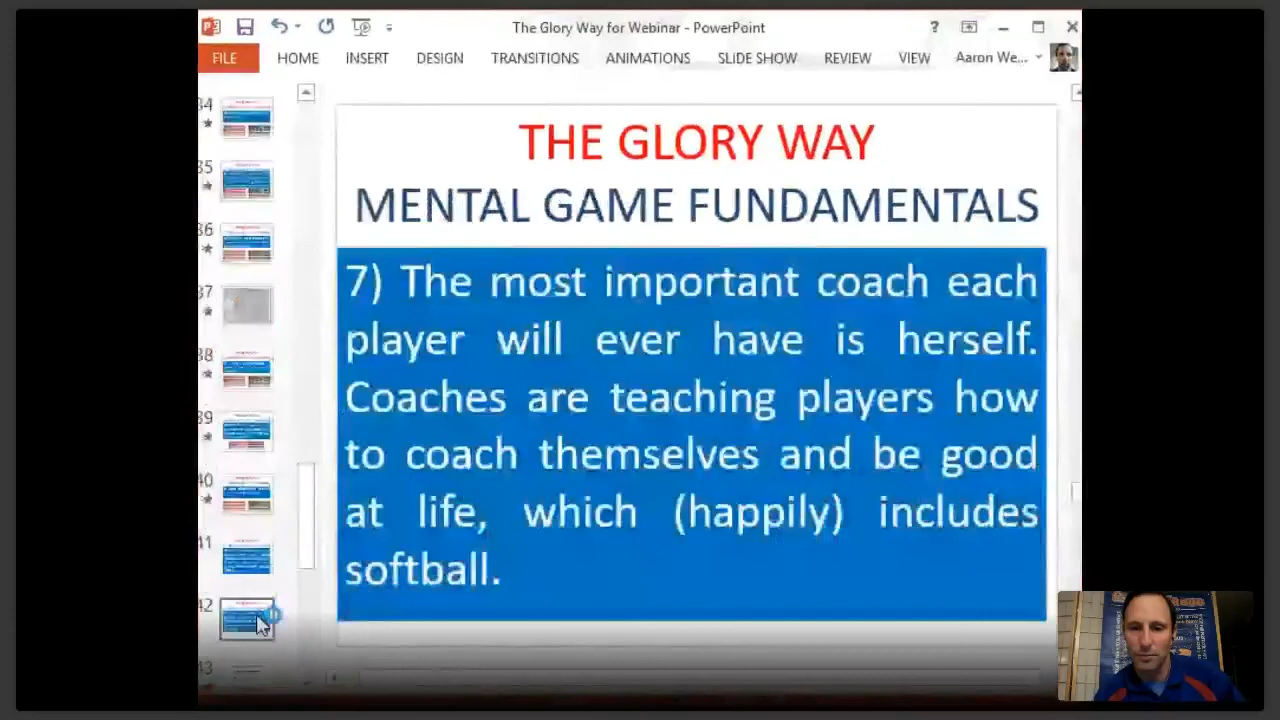 The Glory Way for Webinar - PowerPoint
?
FILE HOME INSERT DESIGN TRANSITIONS ANIMATIONS SLIDE SHOW REVIEW VIEW Aaron We...
34
35
36
37
38
39
40
41
42
43
THE GLORY WAY
MENTAL GAME FUNDAMENTALS
7) The most important coach each
player will ever have is herself.
Coaches are teaching players how
to coach themselves and be good
at life, which (happily) includes
softball.